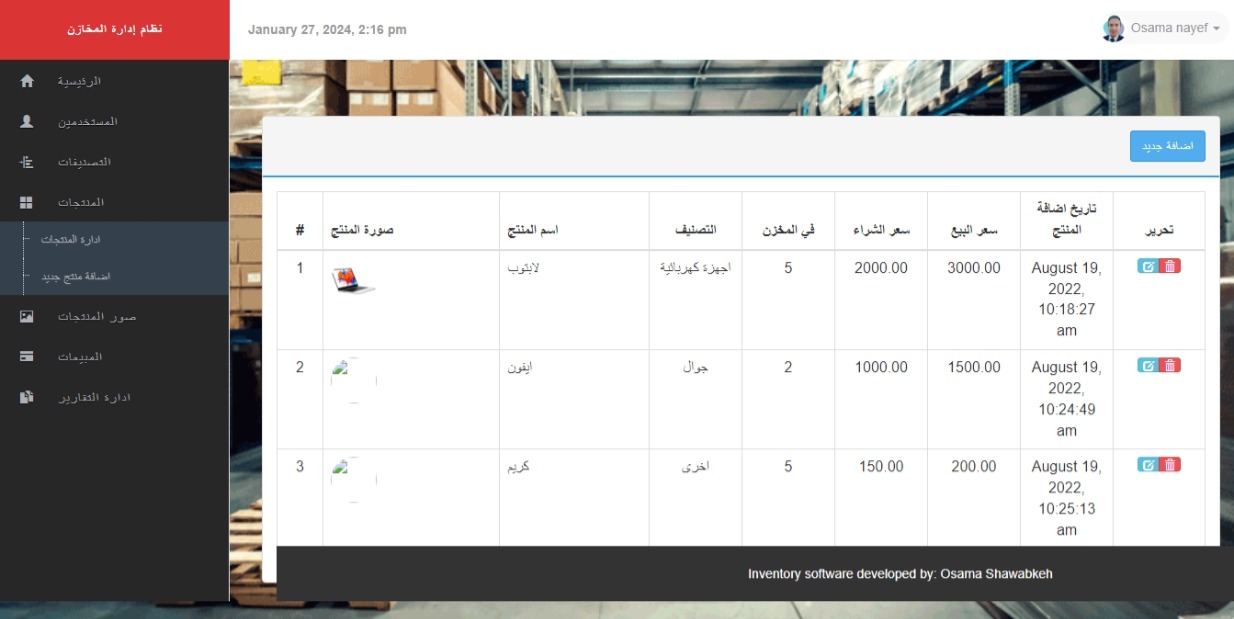 نظام إدارة المخازن
January 27, 2024, 2:16 pm
Osama nayef
الرئيسية
المستخدمين
التصنيفات
المنتجات
ادارة المنتجات
اضافة منتج جديد
صور المنتجات
المبيعات
ادارة التقارير
اضافة جديد
# صورة المنتج اسم المنتج التصنيف في المخزن سعر الشراء سعر البيع تاريخ اضافة
المنتج تحرير
1 لابتوب اجهزة كهربائية 5 2000.00 3000.00 August 19,
2022,
10:18:27
am
2 ايفون جوال 2 1000.00 1500.00 August 19,
2022,
10:24:49
am
3 كريم اخرى 5 150.00 200.00 August 19,
2022,
10:25:13
am
Inventory software developed by: Osama Shawabkeh